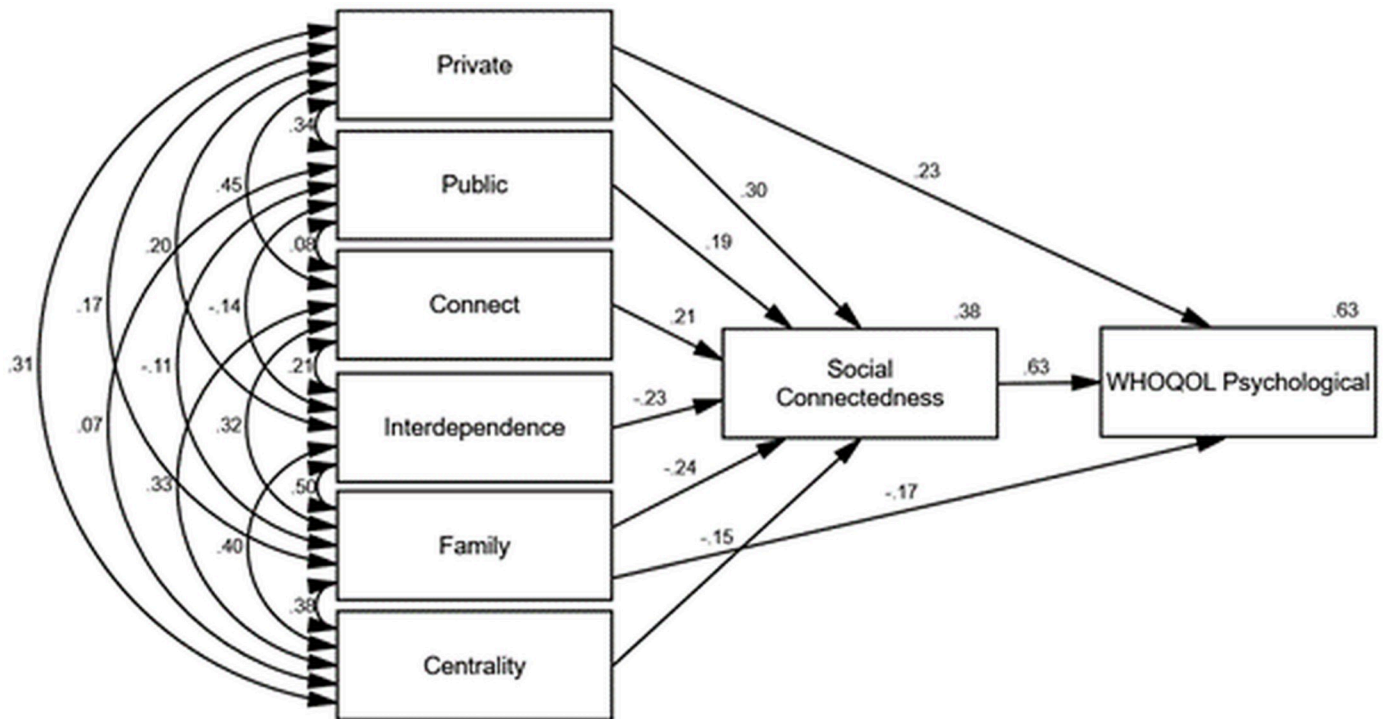 Private
.34
.23
.45
Public
.30
.20
.08
.19
.17
-.14
Connect
.21
.38
.63
.31
-.11
.21
Social
Connectedness
.63
WHOQOL Psychological
.07
.32
Interdependence
-.23
.33
.50
-.24
-.17
.40
Family
-.15
.38
Centrality